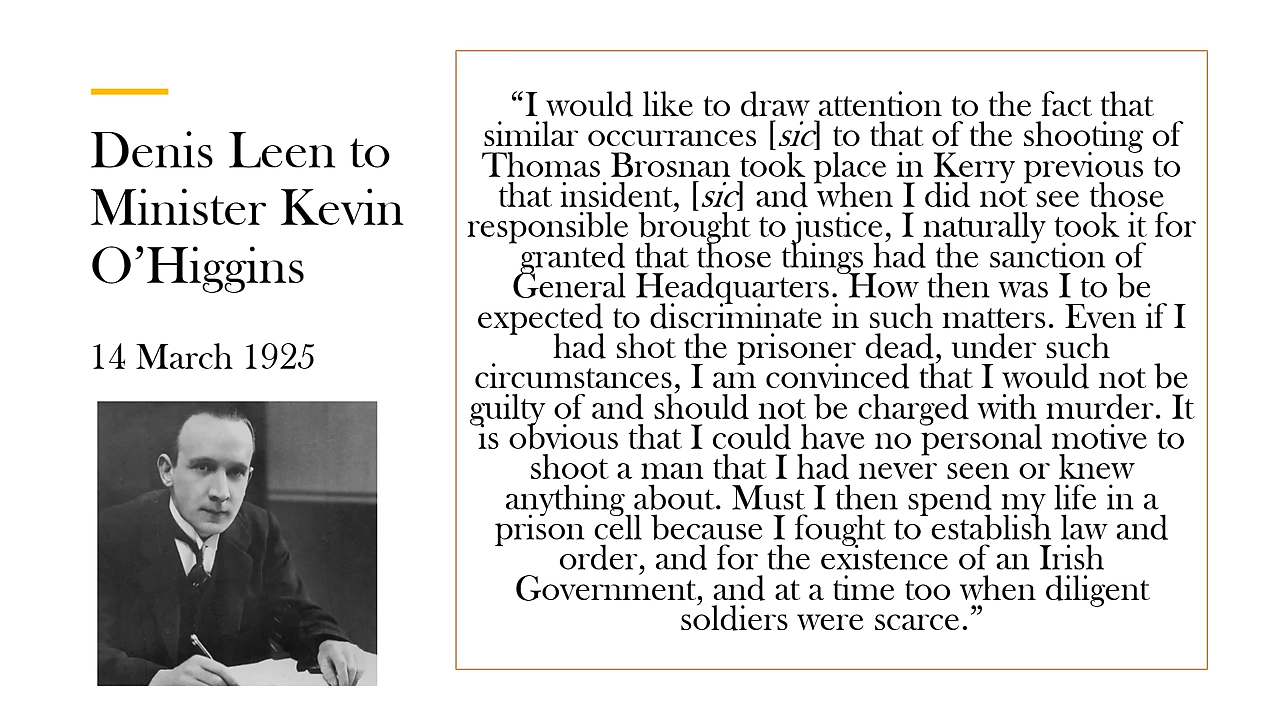 Denis Leen to
Minister Kevin
O’Higgins
14 March 1925
“I would like to draw attention to the fact that
similar occurrances [sic] to that of the shooting of
Thomas Brosnan took place in Kerry previous to
that insident, [sic] and when I did not see those
responsible brought to justice, I naturally took it for
granted that those things had the sanction of
General Headquarters. How then was I to be
expected to discriminate in such matters. Even if I
had shot the prisoner dead, under such
circumstances, I am convinced that I would not be
guilty of and should not be charged with murder. It
is obvious that I could have no personal motive to
shoot a man that I had never seen or knew
anything about. Must I then spend my life in a
prison cell because I fought to establish law and
order, and for the existence of an Irish
Government, and at a time too when diligent
soldiers were scarce.”